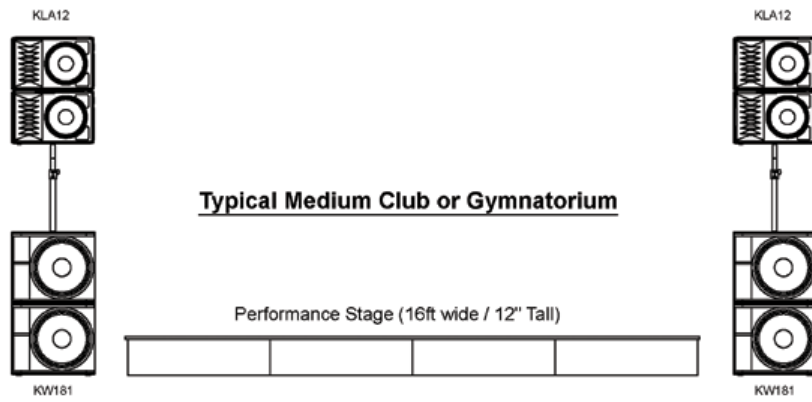 KLA12
KLA12
Typical Medium Club or Gymnatorium
Performance Stage (16ft wide / 12" Tall)
KW181
KW181